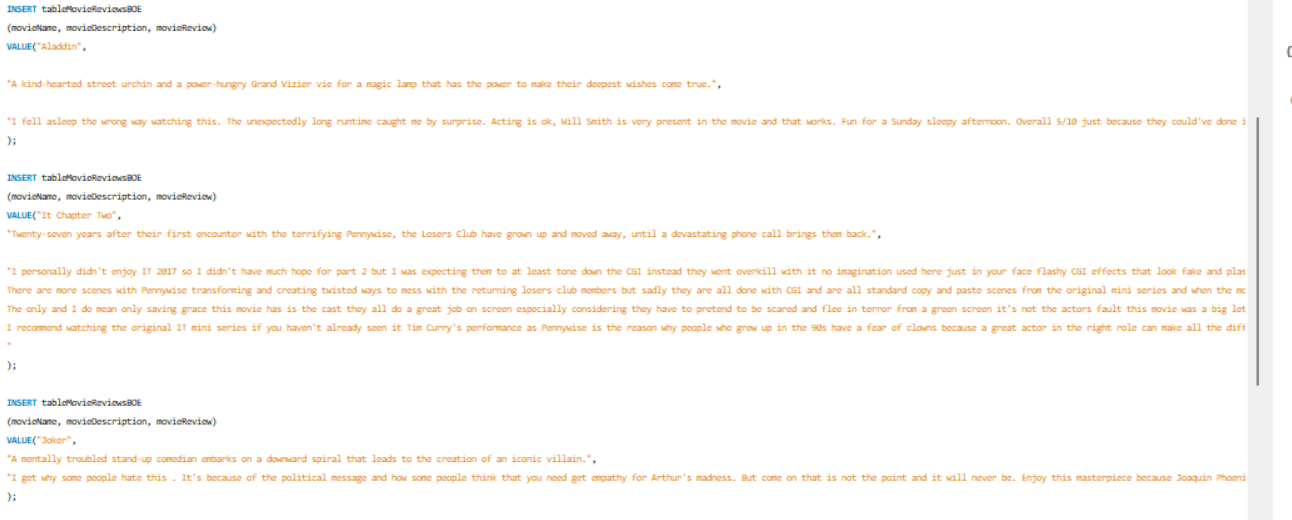 INSERT tableMovieReviewsBOE
(movieName, movieDescription, movieReview)
VALUE("Aladdin",
"A kind-hearted street urchin and a power-hungry Grand Vizier vie for a magic lamp that has the power to make their deepest wishes come true.",
"I fell asleep the wrong way watching this. The unexpectedly long runtime caught me by surprise. Acting is ok, Will Smith is very present in the movie and that works. Fun for a Sunday sleepy afternoon. Overall 5/10 just because they could've done i
);
INSERT tableMovieReviewsBOE
(movieName, movieDescription, movieReview)
VALUE("It Chapter Two",
"Twenty-seven years after their first encounter with the terrifying Pennywise, the Losers Club have grown up and moved away, until a devastating phone call brings them back.",
"I personally didn't enjoy IT 2017 so I didn't have much hope for part 2 but I was expecting them to at least tone down the CGI instead they went overkill with it no imagination used here just in your face flashy CGI effects that look fake and plas
There are more scenes with Pennywise transforming and creating twisted ways to mess with the returning losers club members but sadly they are all done with CGI and are all standard copy and paste scenes from the original mini series and when the mo
The only and I do mean only saving grace this movie has is the cast they all do a great job on screen especially considering they have to pretend to be scared and flee in terror from a green screen it's not the actors fault this movie was a big let
I recommend watching the original IT mini series if you haven't already seen it Tim Curry's performance as Pennywise is the reason why people who grew up in the 90s have a fear of clowns because a great actor in the right role can make all the diff
"
);
INSERT tableMovieReviewsBOE
(movieName, movieDescription, movieReview)
VALUE("Joker",
"A mentally troubled stand-up comedian embarks on a downward spiral that leads to the creation of an iconic villain.",
"I get why some people hate this . It's because of the political message and how some people think that you need get empathy for Arthur's madness. But come on that is not the point and it will never be. Enjoy this masterpiece because Joaquin Phoeni
);